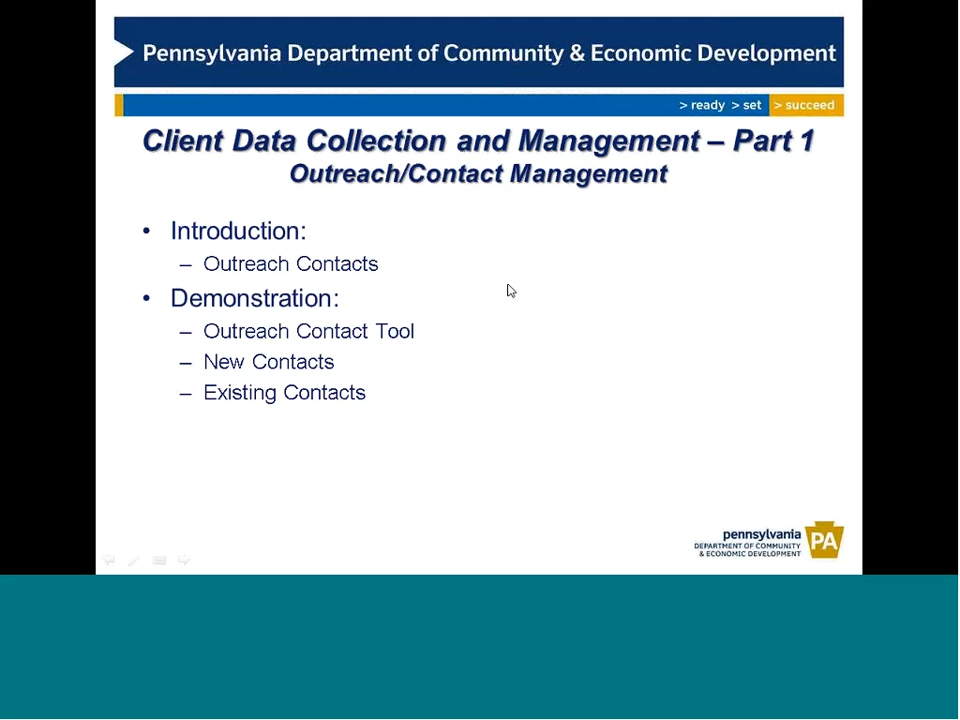 Pennsylvania Department of Community & Economic Development
> ready > set > succeed
Client Data Collection and Management – Part 1
Outreach/Contact Management
• Introduction:
– Outreach Contacts
• Demonstration:
– Outreach Contact Tool
– New Contacts
– Existing Contacts
pennsylvania
DEPARTMENT OF COMMUNITY
& ECONOMIC DEVELOPMENT
PA